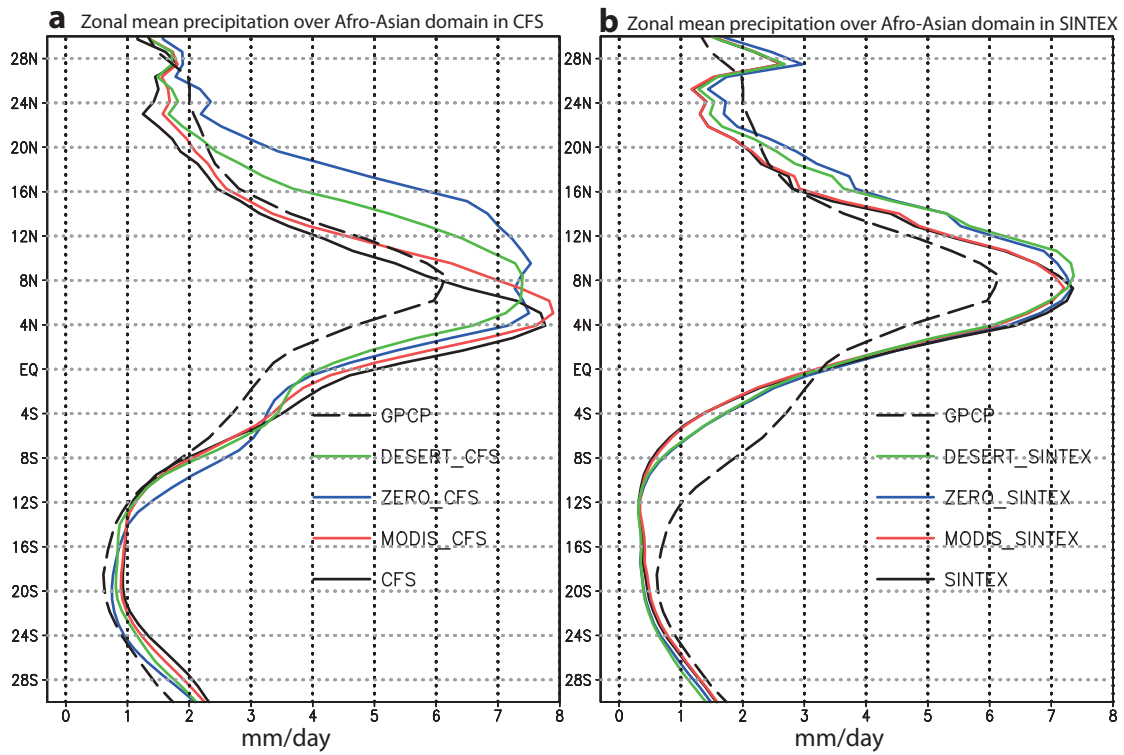 a Zonal mean precipitation over Afro-Asian domain in CFS
28N
24N
20N
16N
12N
8N
4N
EQ
4S
8S
12S
16S
20S
24S
28S
GPCP
DESERT_CFS
ZERO_CFS
MODIS_CFS
CFS
0 1 2 3 4 5 6 7 8
mm/day
b Zonal mean precipitation over Afro-Asian domain in SINTEX
28N
24N
20N
16N
12N
8N
4N
EQ
4S
8S
12S
16S
20S
24S
28S
GPCP
DESERT_SINTEX
ZERO_SINTEX
MODIS_SINTEX
SINTEX
0 1 2 3 4 5 6 7 8
mm/day